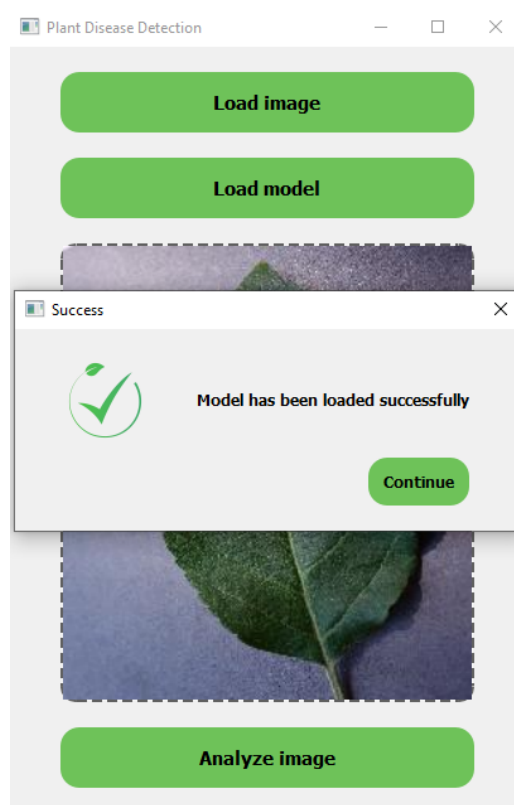 Plant Disease Detection
Load image
Load model
Success
Model has been loaded successfully
Continue
Analyze image